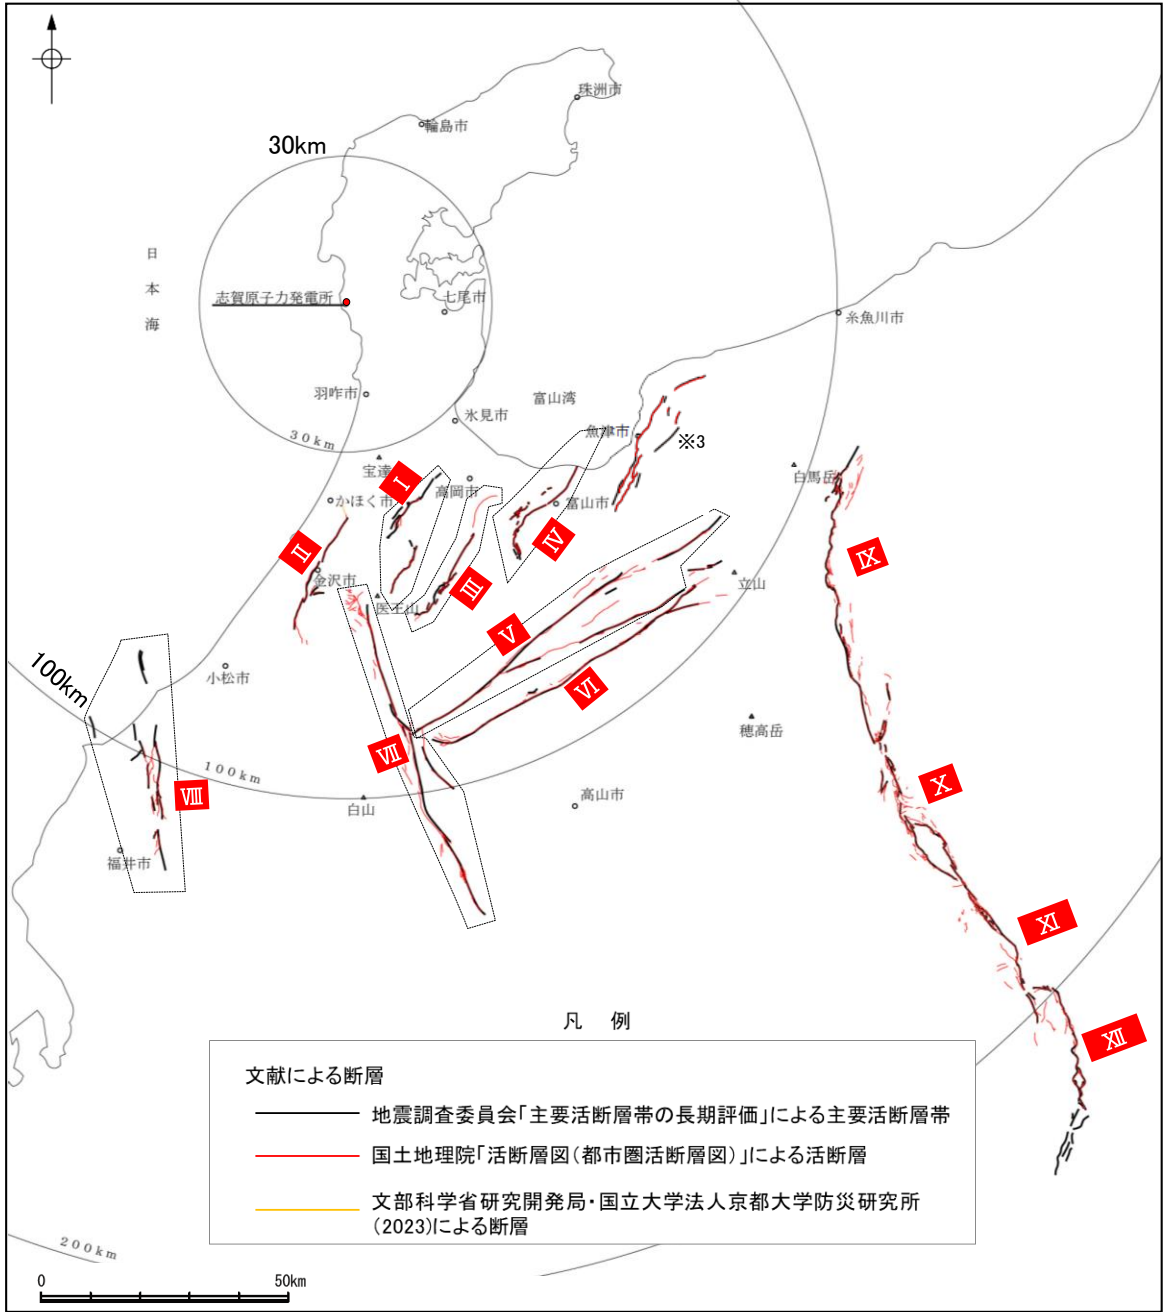 珠洲市
輪島市
30km
日本海
志賀原子力発電所
七尾市
糸魚川市
羽咋市
富山湾
氷見市
魚津市
30km
※3
宝達
白馬岳
Ⅰ
高岡市
かほく市
富山市
Ⅱ
Ⅳ
Ⅸ
金沢市
Ⅲ
立山
医王山
Ⅴ
100km
小松市
Ⅵ
穂高岳
Ⅶ
100km
Ⅷ
Ⅹ
白山
高山市
福井市
Ⅺ
凡 例
Ⅻ
文献による断層
地震調査委員会「主要活断層帯の長期評価」による主要活断層帯
国土地理院「活断層図(都市圏活断層図)」による活断層
文部科学省研究開発局・国立大学法人京都大学防災研究所
(2023)による断層
200km
0
50km